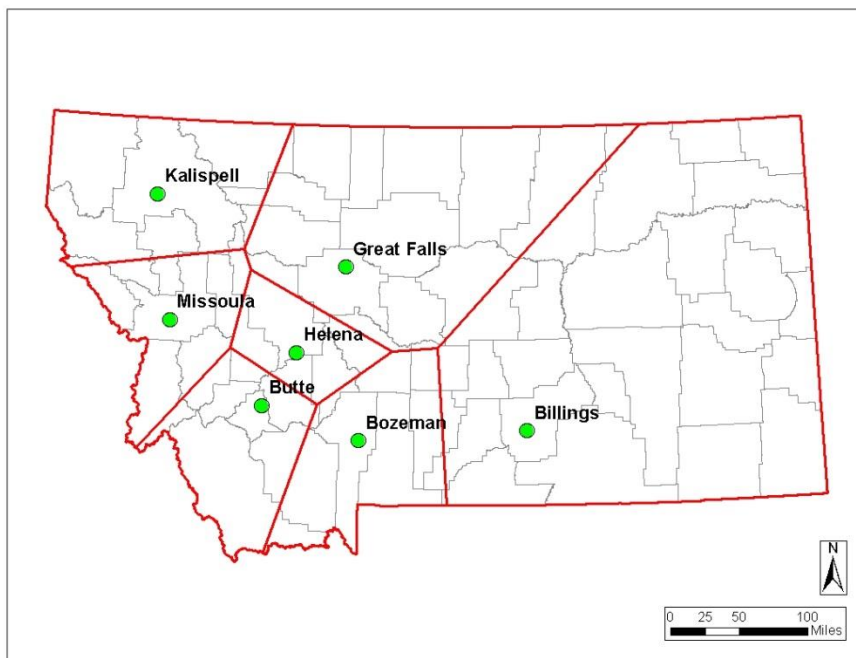 Kalispell
Great Falls
Missoula
Helena
Butte
Bozeman
Billings
N
0 25 50 100
Miles